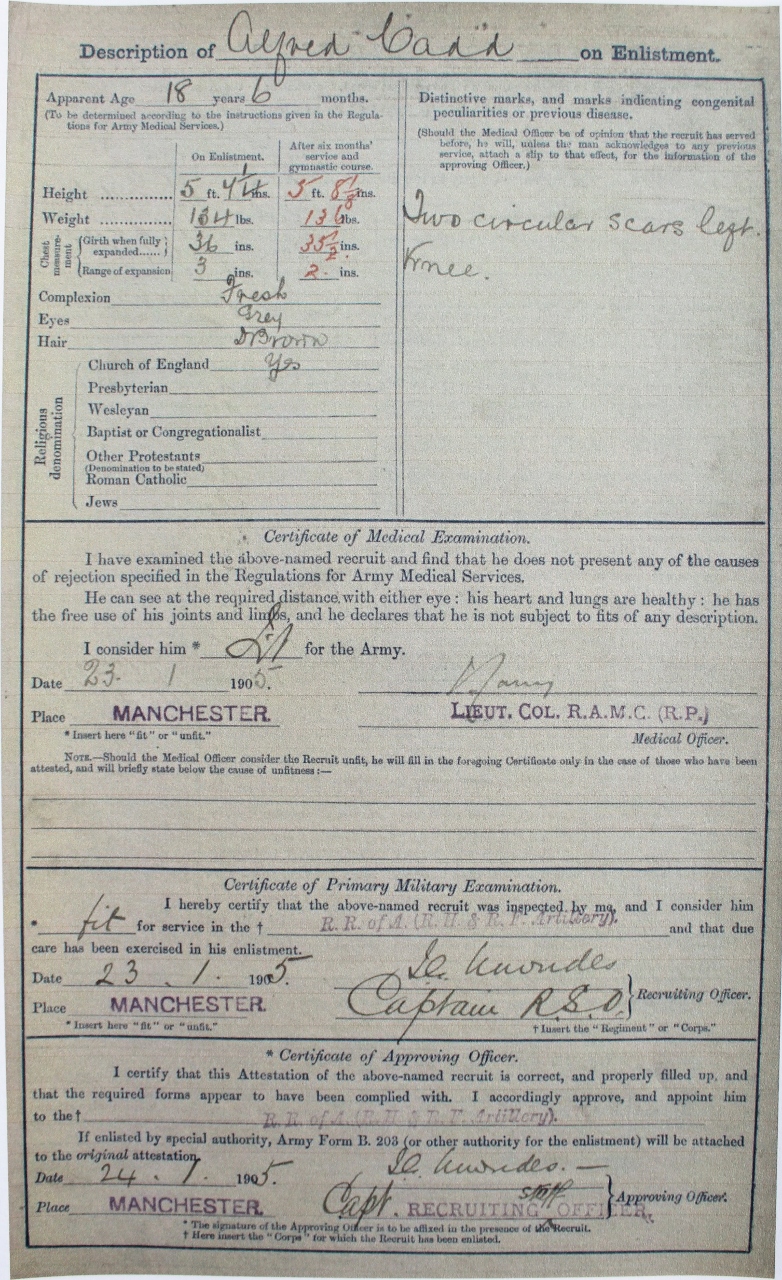 Description of Alfred Cadd on Enlistment.
Apparent Age 18 years 6 months.
(To be determined according to the instructions given in the Regula-
tions for Army Medical Services.)
On Enlistment.
After six months' service and gymnastic course.
Height ............ 5 ft. ins. 5 ft. 8 1/8 ins.
Weight ............ 134 lbs. 136 lbs.
Chest measure-ment
Girth when fully expanded...... 36 ins. 35 1/2 ins.
Range of expansion 3 ins. 2 ins.
Complexion Fresh
Eyes Grey
Hair DBrown
Religious denomination
Church of England Yes
Presbyterian
Wesleyan
Baptist or Congregationalist
Other Protestants
(Denomination to be stated)
Roman Catholic
Jews
Distinctive marks, and marks indicating congenital
peculiarities or previous disease.
(Should the Medical Officer be of opinion that the recruit has served
before, he will, unless the man acknowledges to any previous
service, attach a slip to that effect, for the information of the
approving Officer.)
Two circular scars left.
Knee.
Certificate of Medical Examination.
I have examined the above-named recruit and find that he does not present any of the causes
of rejection specified in the Regulations for Army Medical Services.
He can see at the required distance with either eye : his heart and lungs are healthy : he has
the free use of his joints and limbs, and he declares that he is not subject to fits of any description.
I consider him * fit for the Army.
Date 23. 1 1905.
Place MANCHESTER.
LIEUT. COL. R.A.M.C. (R.P.)
* Insert here "fit" or "unfit."
Medical Officer.
NOTE.—Should the Medical Officer consider the Recruit unfit, he will fill in the foregoing Certificate only in the case of those who have been
attested, and will briefly state below the cause of unfitness :—
Certificate of Primary Military Examination.
I hereby certify that the above-named recruit was inspected by me, and I consider him
* fit for service in the † R. R. of A. (R. H. & R. F. Artillery). and that due
care has been exercised in his enlistment.
Date 23 . 1 . 1905.
Place MANCHESTER.
Captain R.S.O. Recruiting Officer.
* Insert here "fit" or "unfit."
† Insert the "Regiment" or "Corps."
* Certificate of Approving Officer.
I certify that this Attestation of the above-named recruit is correct, and properly filled up, and
that the required forms appear to have been complied with. I accordingly approve, and appoint him
to the † R. R. of A. (R. H. & R. F. Artillery).
If enlisted by special authority, Army Form B. 203 (or other authority for the enlistment) will be attached
to the original attestation.
Date 24 . 1 . 1905.
Place MANCHESTER.
Capt. staff RECRUITING OFFICER. Approving Officer.
* The signature of the Approving Officer is to be affixed in the presence of the Recruit.
† Here insert the "Corps" for which the Recruit has been enlisted.